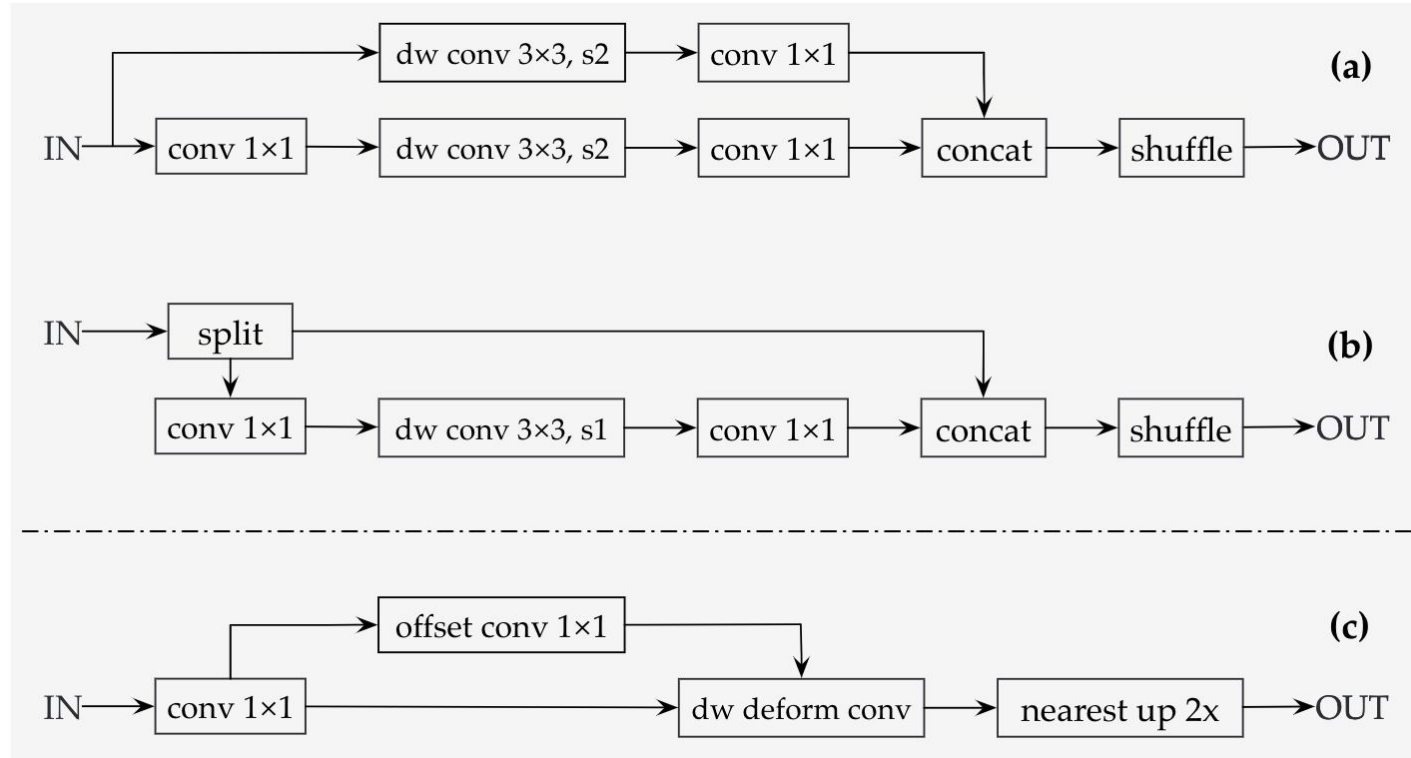 dw conv 3×3, s2 conv 1×1 (a)
IN conv 1×1 dw conv 3×3, s2 conv 1×1 concat shuffle OUT
IN split (b)
conv 1×1 dw conv 3×3, s1 conv 1×1 concat shuffle OUT
offset conv 1×1 (c)
IN conv 1×1 dw deform conv nearest up 2x OUT